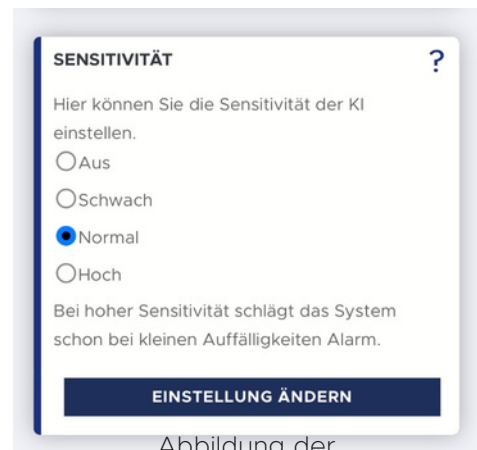 SENSITIVITÄT
?
Hier können Sie die Sensitivität der KI
einstellen.
Aus
Schwach
Normal
Hoch
Bei hoher Sensitivität schlägt das System
schon bei kleinen Auffälligkeiten Alarm.
EINSTELLUNG ÄNDERN
Abbildung der